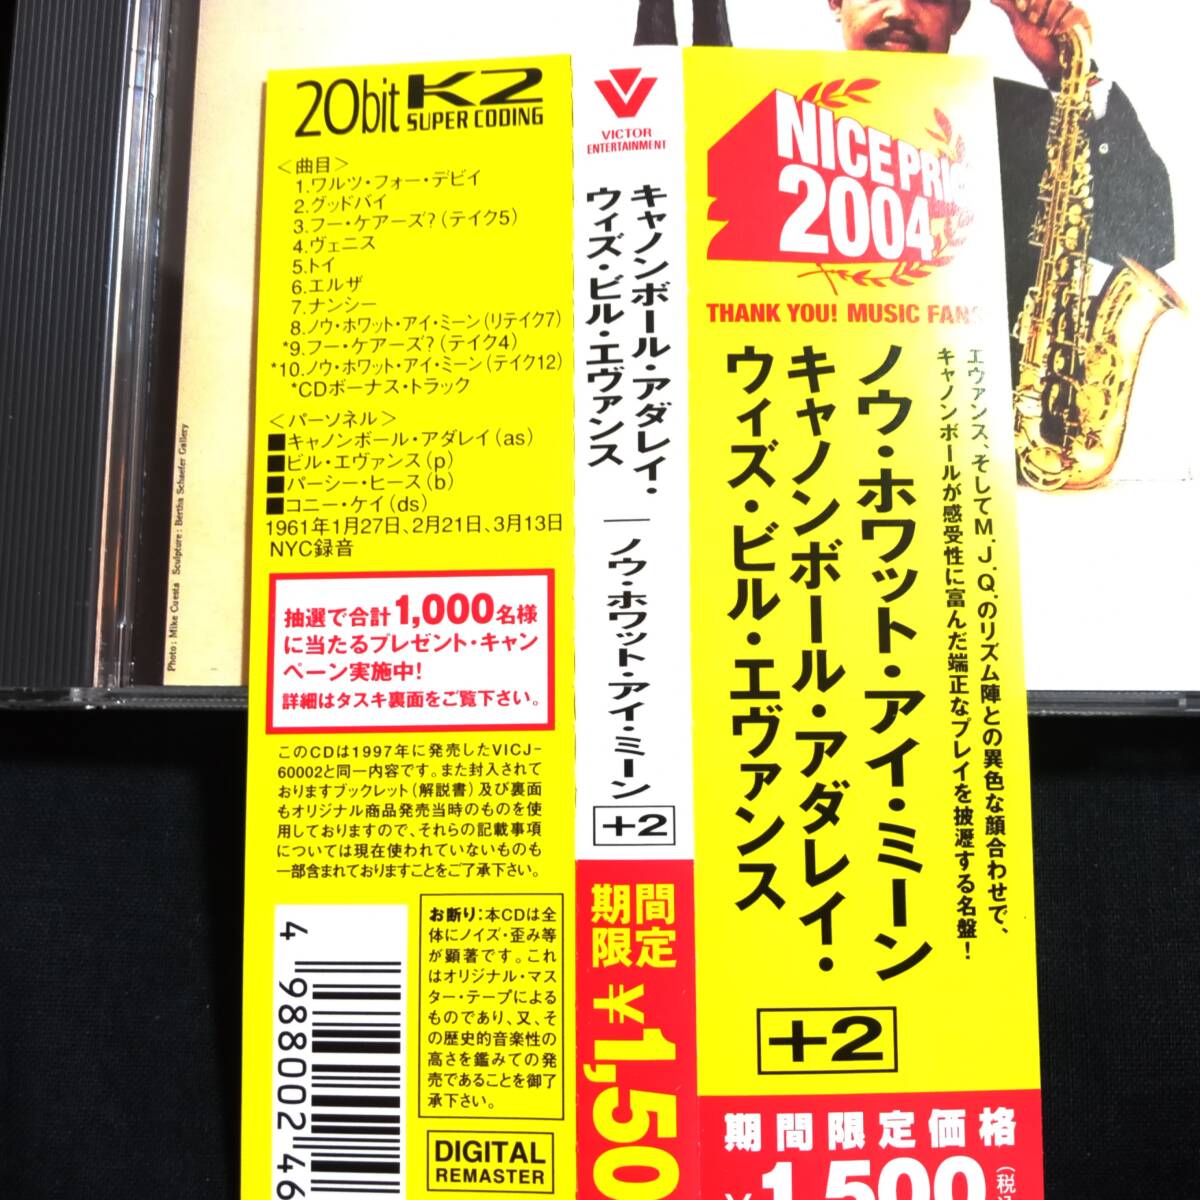 20bit K2
SUPER CODING
<曲目>
1.ワルツ・フォー・デビイ
2.グッドバイ
3.フー・ケアーズ?(テイク5)
4.ヴェニス
5.トイ
6.エルザ
7.ナンシー
8.ノウ・ホワット・アイ・ミーン(リテイク7)
*9.フー・ケアーズ?(テイク4)
*10.ノウ・ホワット・アイ・ミーン(テイク12)
*CDボーナス・トラック
<パーソネル>
■キャノンボール・アダレイ(as)
■ビル・エヴァンス(p)
■パーシー・ヒース(b)
■コニー・ケイ(ds)
1961年1月27日、2月21日、3月13日
NYC録音
抽選で合計1,000名様
に当たるプレゼント・キャン
ペーン実施中!
詳細はタスキ裏面をご覧下さい。
このCDは1997年に発売したVICJ-
60002と同一内容です。また封入されて
おりますブックレット(解説書)及び裏面
もオリジナル商品発売当時のものを使
用しておりますので、それらの記載事項
については現在使われていないものも
一部含まれておりますことをご了承下さい。
4 988002 46
お断り:本CDは全
体にノイズ・歪み等
が顕著です。これ
はオリジナル・マス
ター・テープによる
ものであり、又、そ
の歴史的音楽性の
高さを鑑みての発
売であることを御了
承下さい。
DIGITAL
REMASTER
VICTOR
ENTERTAINMENT
キャノンボール・アダレイ・
ウィズ・ビル・エヴァンス
ノウ・ホワット・アイ・ミーン
+2
期間
限定
¥1,50
NICE PRIC
2004
THANK YOU! MUSIC FANS
エヴァンス、そしてM.J.Q.のリズム陣との異色な顔合わせで、
キャノンボールが感受性に富んだ端正なプレイを披瀝する名盤!
ノウ・ホワット・アイ・ミーン
キャノンボール・アダレイ・
ウィズ・ビル・エヴァンス
+2
期間限定価格
¥1,500
(税込
Photo: Mike Cuesta Sculpture: Bertha Schaefer Gallery